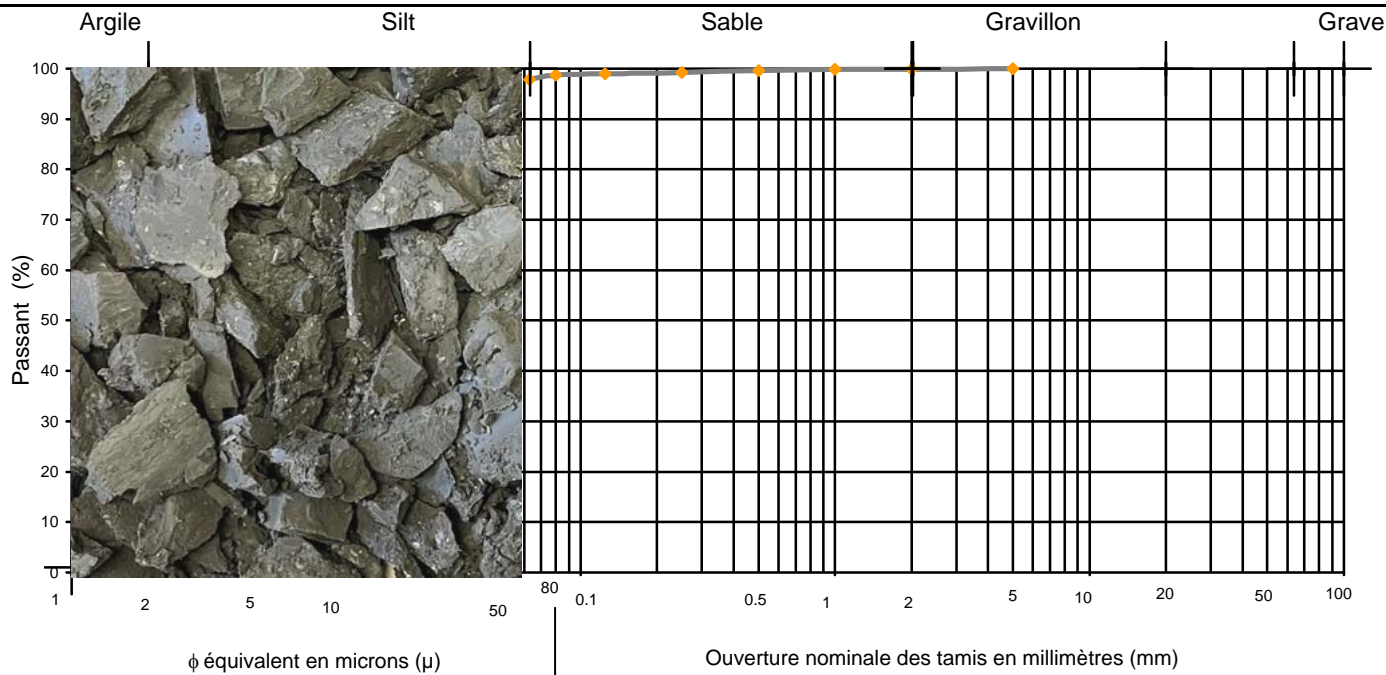 Argile Silt Sable Gravillon Grave
Passant (%)
100
90
80
70
60
50
40
30
20
10
0
1 2 5 10 50 80 0.1 0.5 1 2 5 10 20 50 100
ϕ équivalent en microns (µ) Ouverture nominale des tamis en millimètres (mm)